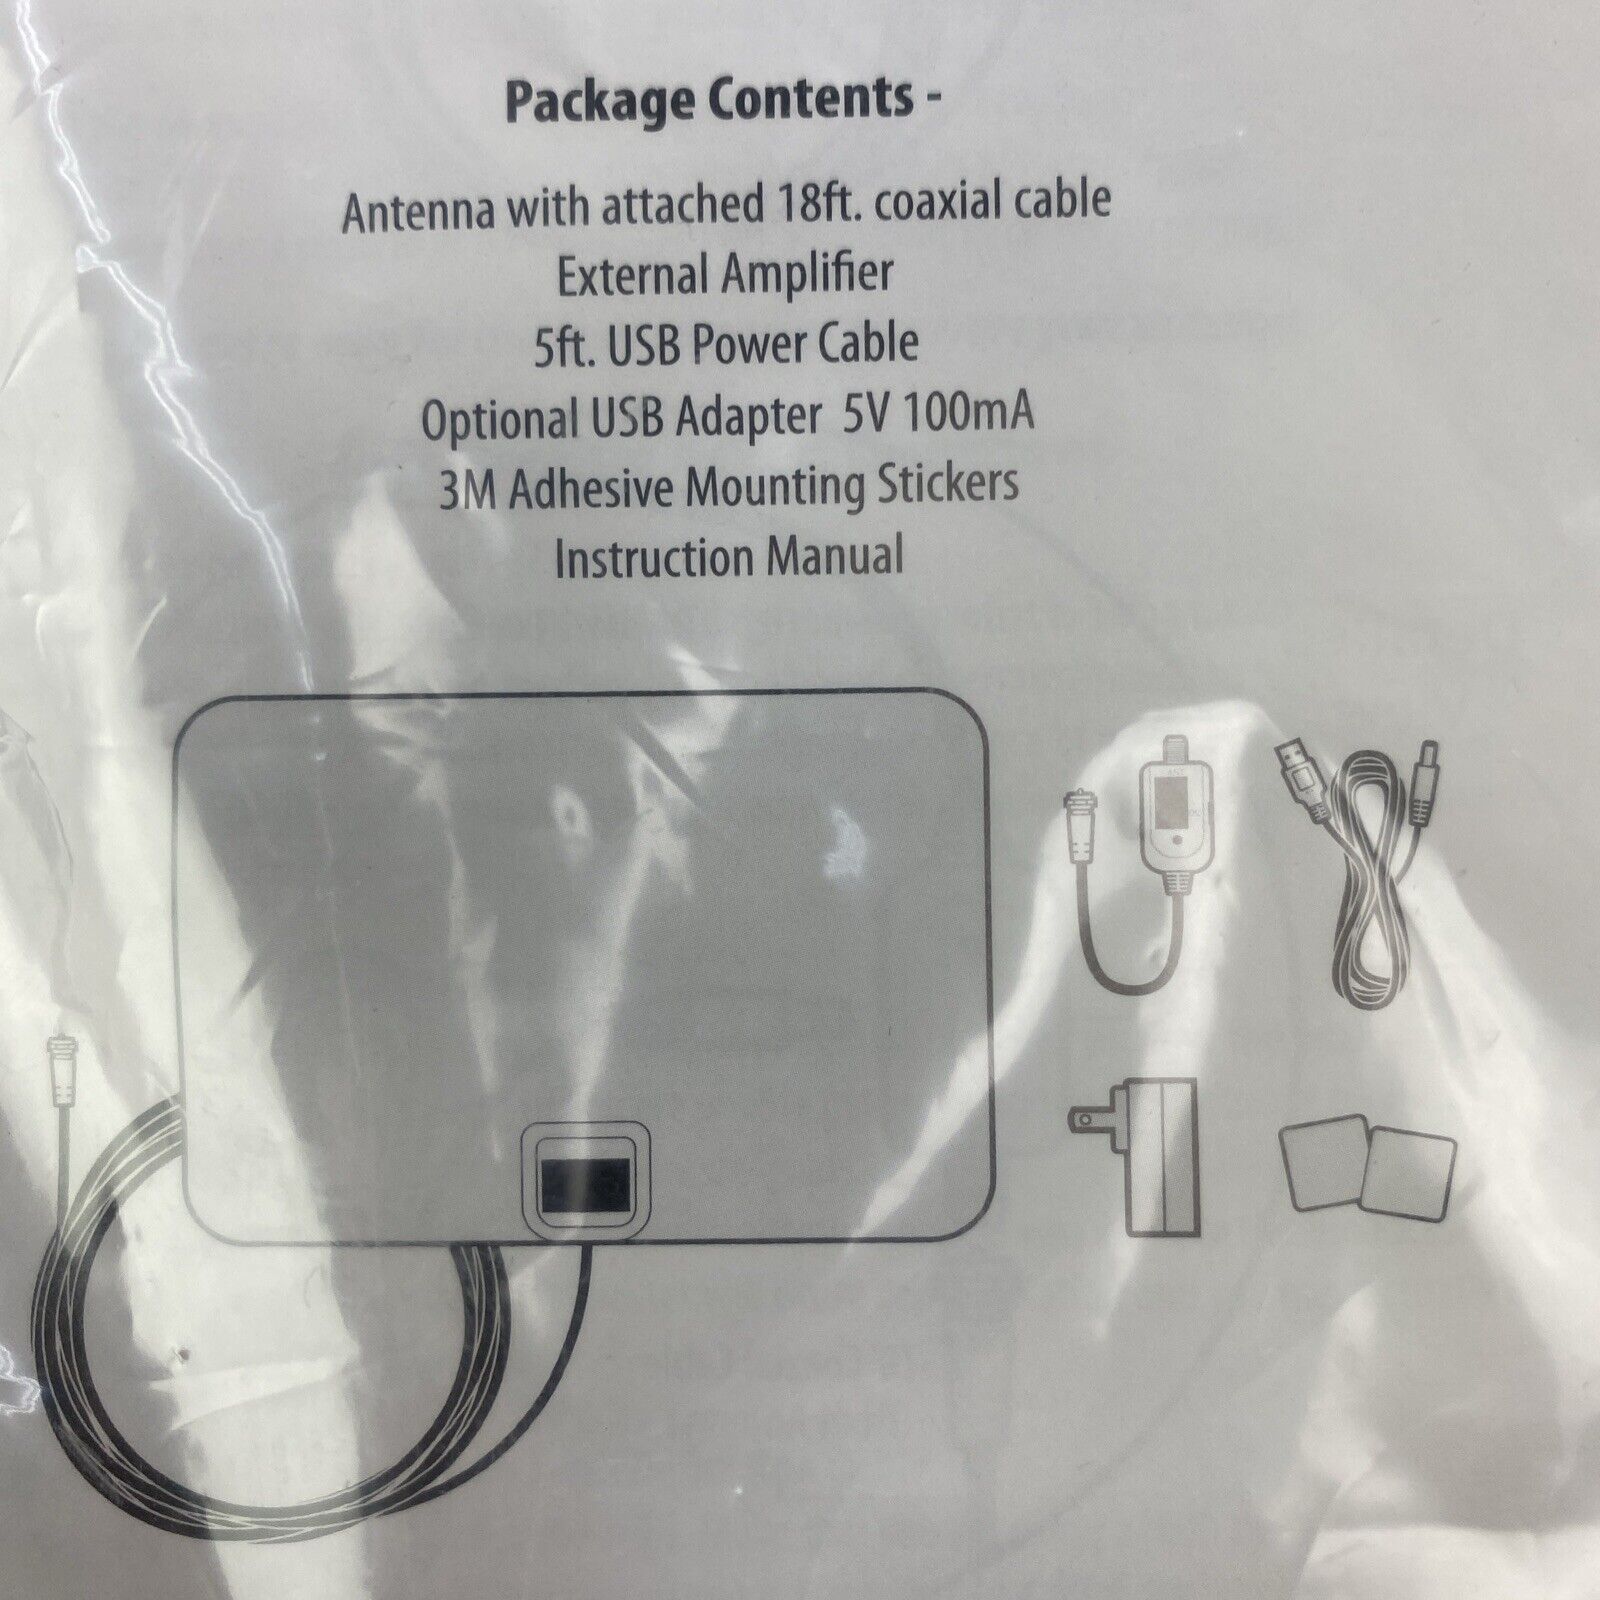 Package Contents -
Antenna with attached 18ft. coaxial cable
External Amplifier
5ft. USB Power Cable
Optional USB Adapter 5V 100mA
3M Adhesive Mounting Stickers
Instruction Manual